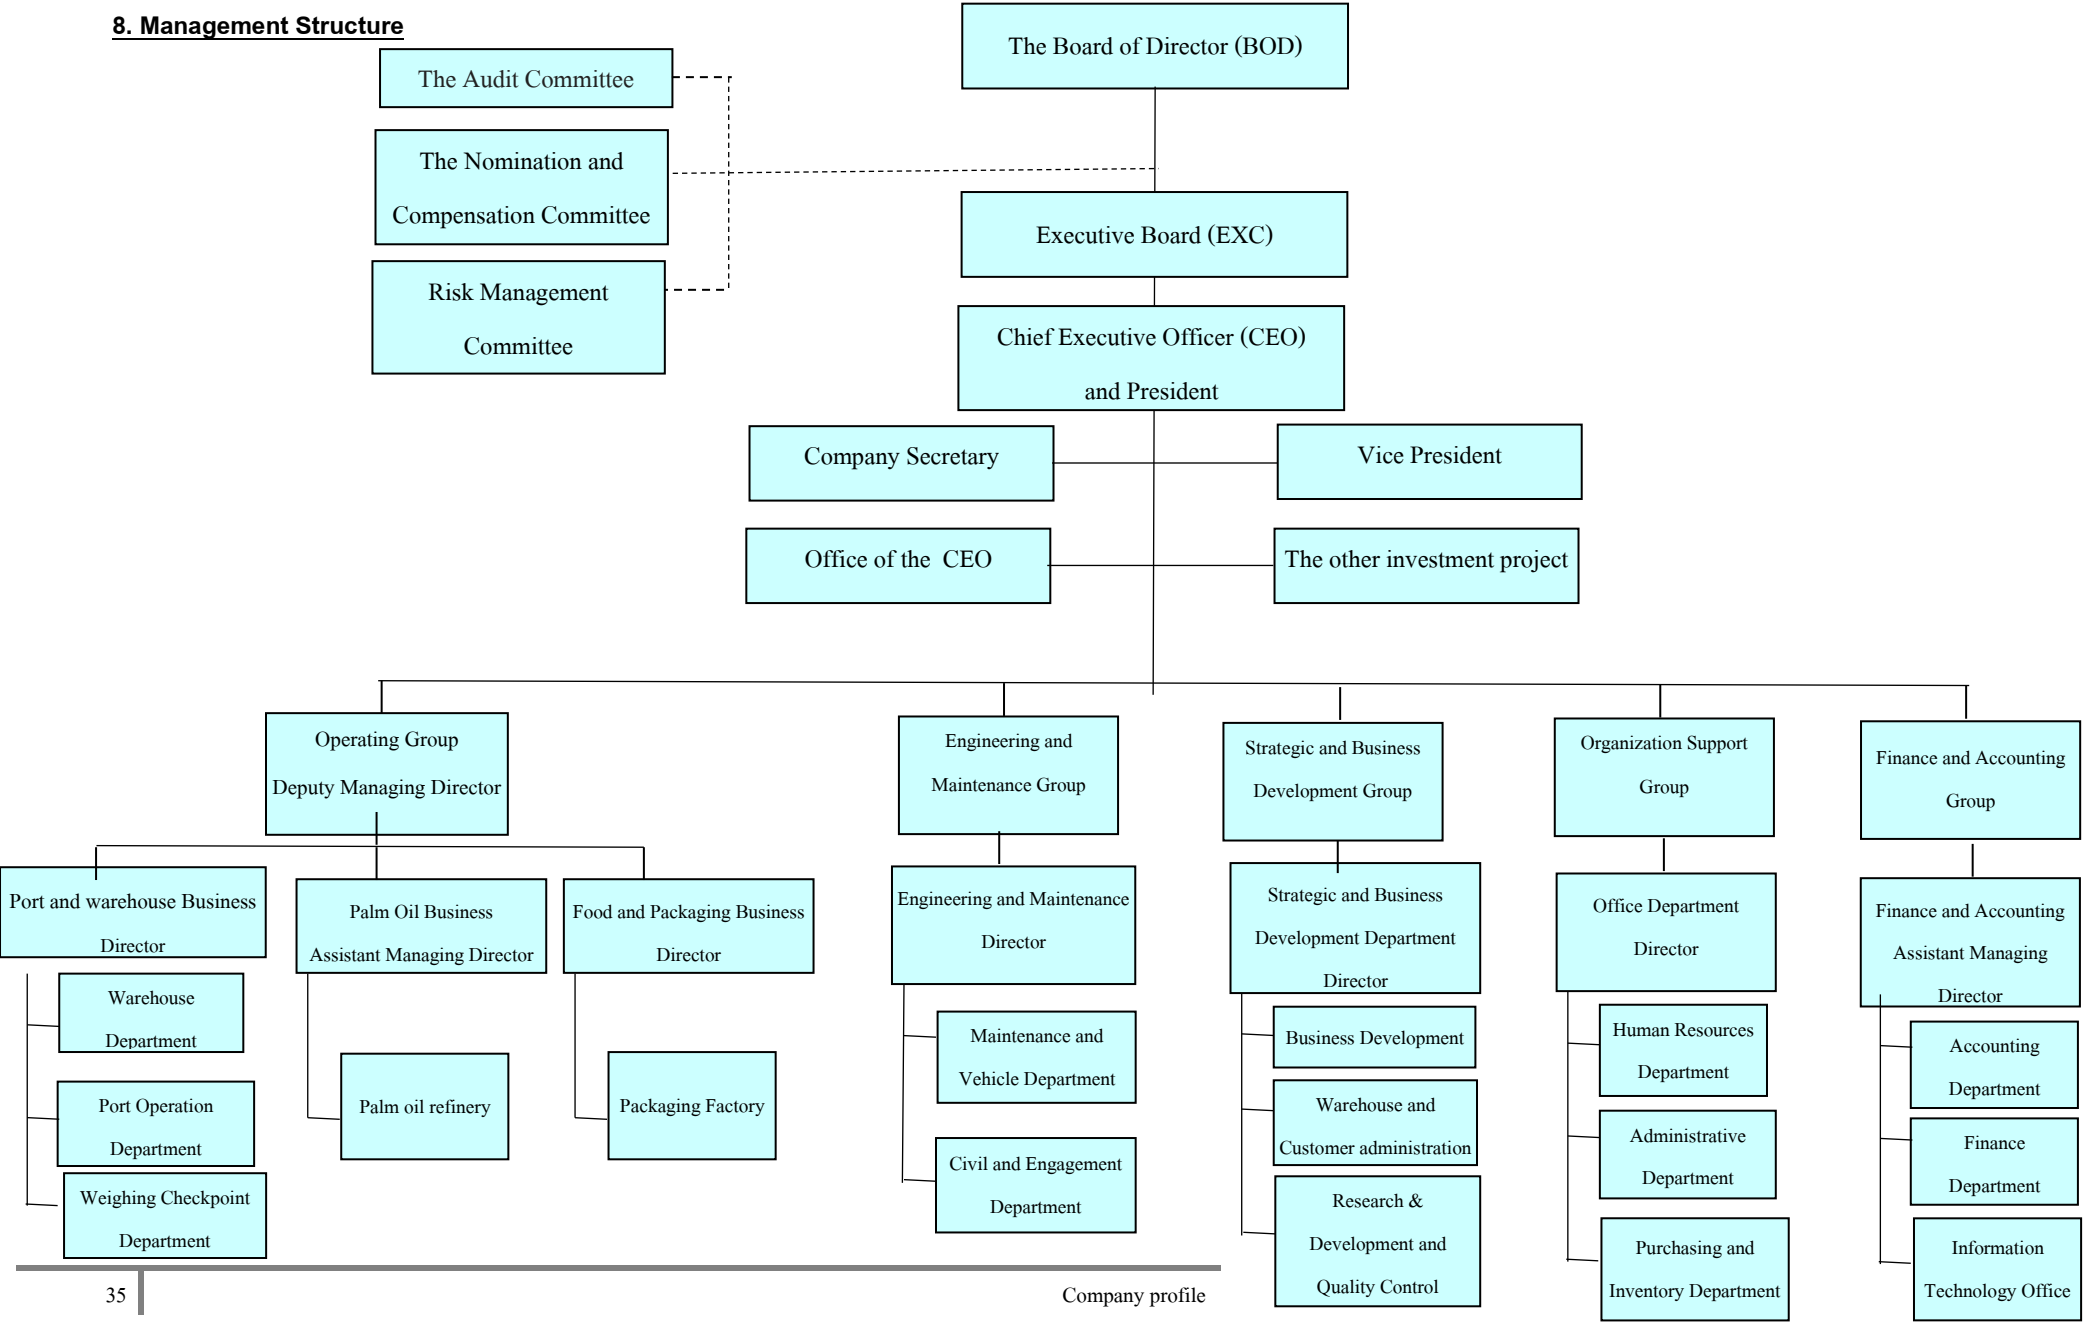 8. Management Structure
The Board of Director (BOD)
The Audit Committee
The Nomination and
Compensation Committee
Risk Management
Committee
Executive Board (EXC)
Chief Executive Officer (CEO)
and President
Company Secretary
Vice President
Office of the  CEO
The other investment project
Operating Group
Deputy Managing Director
Engineering and
Maintenance Group
Strategic and Business
Development Group
Organization Support
Group
Finance and Accounting
Group
Port and warehouse Business
Director
Warehouse
Department
Port Operation
Department
Weighing Checkpoint
Department
Palm Oil Business
Assistant Managing Director
Palm oil refinery
Food and Packaging Business
Director
Packaging Factory
Engineering and Maintenance
Director
Maintenance and
Vehicle Department
Civil and Engagement
Department
Strategic and Business
Development Department
Director
Business Development
Warehouse and
Customer administration
Research &
Development and
Quality Control
Office Department
Director
Human Resources
Department
Administrative
Department
Purchasing and
Inventory Department
Finance and Accounting
Assistant Managing
Director
Accounting
Department
Finance
Department
Information
Technology Office
35
Company profile